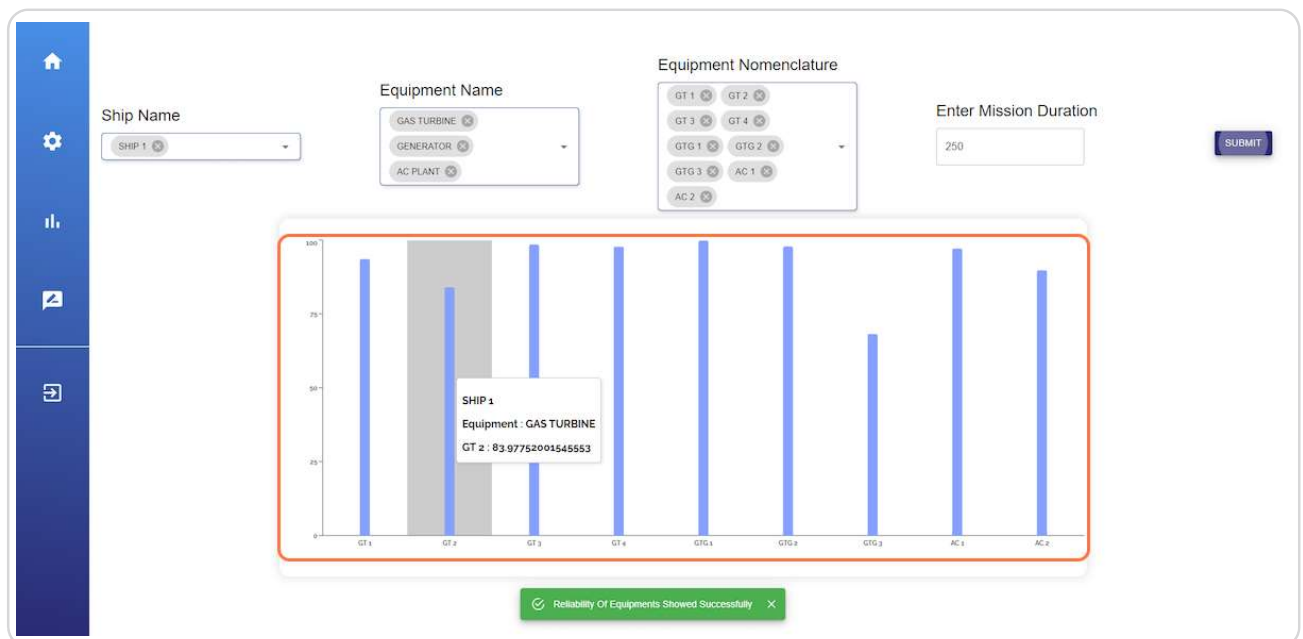 Ship Name
SHIP 1
Equipment Name
GAS TURBINE
GENERATOR
AC PLANT
Equipment Nomenclature
GT 1 GT 2
GT 3 GT 4
GTG 1 GTG 2
GTG 3 AC 1
AC 2
Enter Mission Duration
250
SUBMIT
100
75
50
25
0
SHIP 1
Equipment : GAS TURBINE
GT 2 : 83.97752001545553
GT 1 GT 2 GT 3 GT 4 GTG 1 GTG 2 GTG 3 AC 1 AC 2
Reliability Of Equipments Showed Successfully